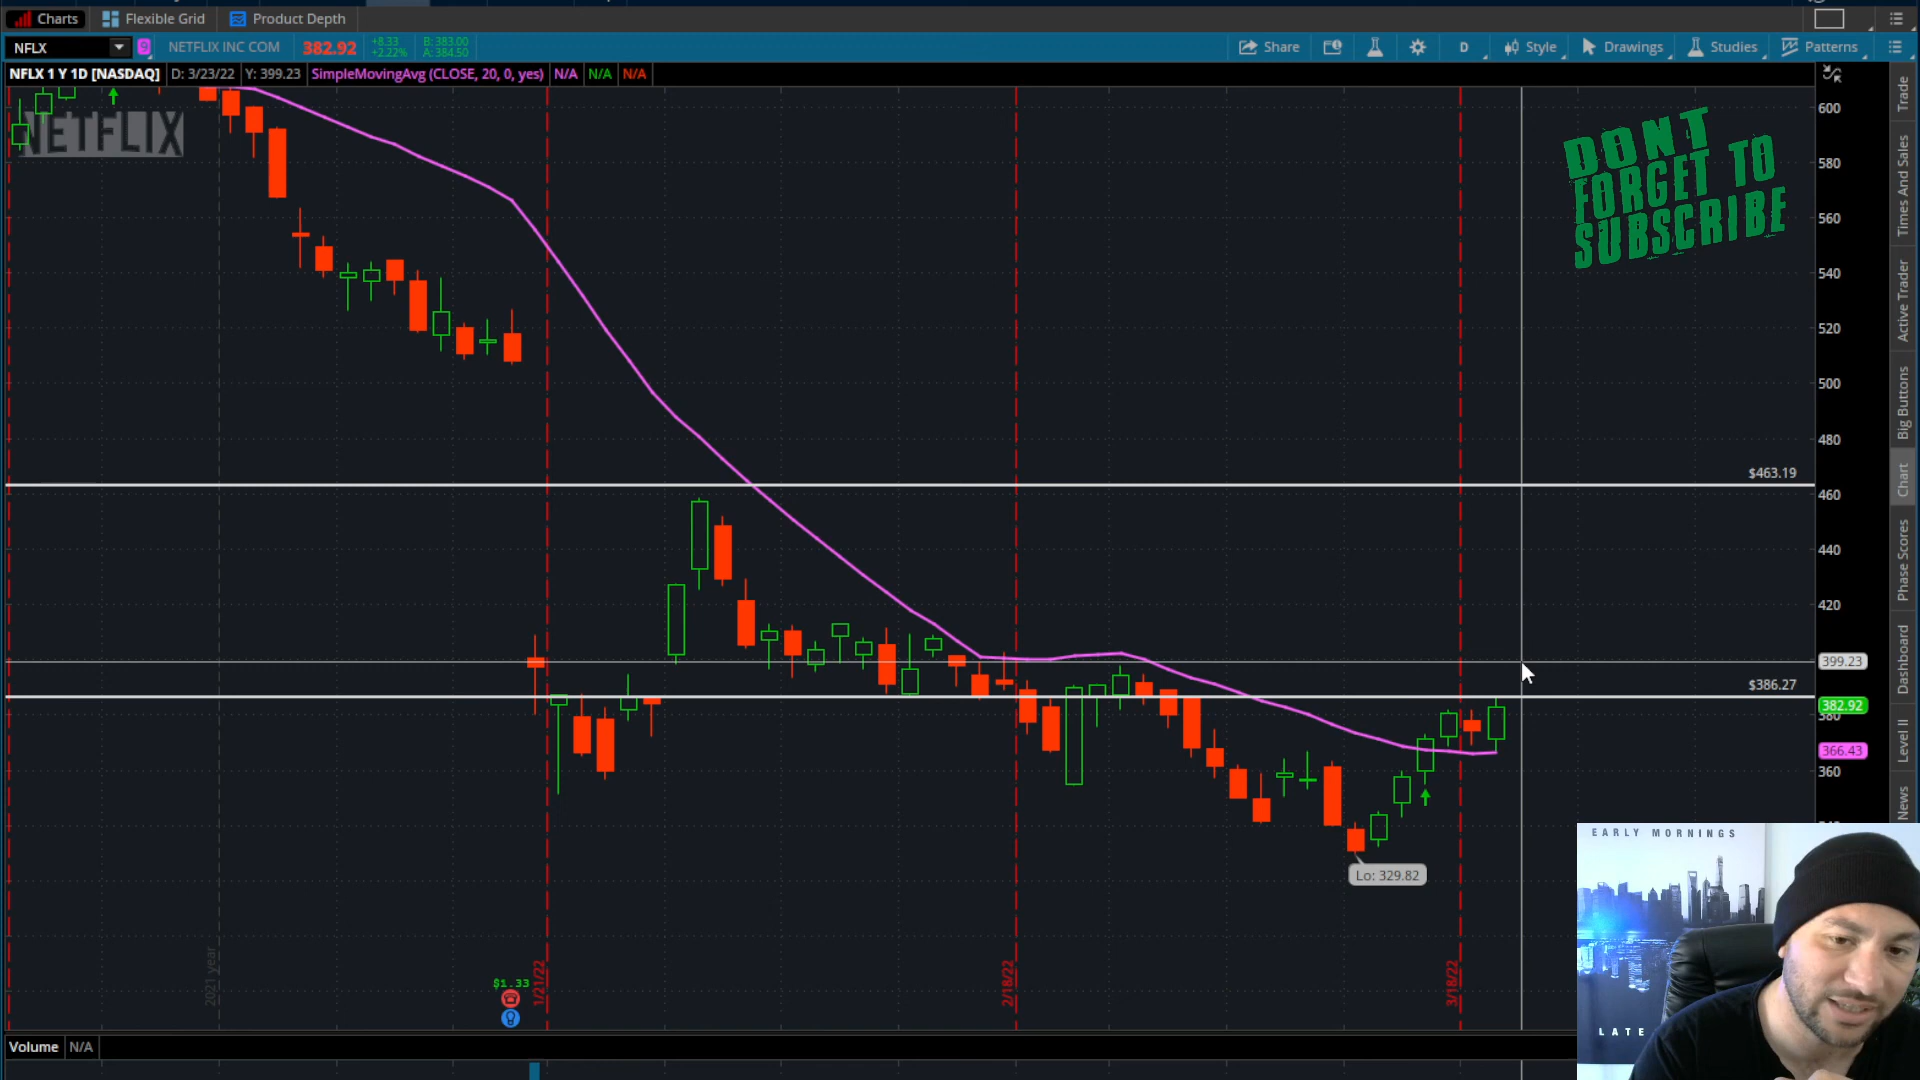 Charts Flexible Grid Product Depth
NFLX 9 NETFLIX INC COM 382.92 +8.33 +2.22% B: 383.00 A: 384.50 Share D Style Drawings Studies Patterns
NFLX 1 Y 1D [NASDAQ] D: 3/23/22 Y: 399.23 SimpleMovingAvg (CLOSE, 20, 0, yes) N/A N/A N/A
NETFLIX
DONT
FORGET TO
SUBSCRIBE
600
580
560
540
520
500
480
$463.19
460
440
420
399.23
$386.27
382.92
380
366.43
360
Lo: 329.82
$1.33
2021 year
1/21/22
2/18/22
3/18/22
Trade
Times And Sales
Active Trader
Big Buttons
Chart
Phase Scores
Dashboard
Level II
News
EARLY MORNINGS
LATE
Volume N/A